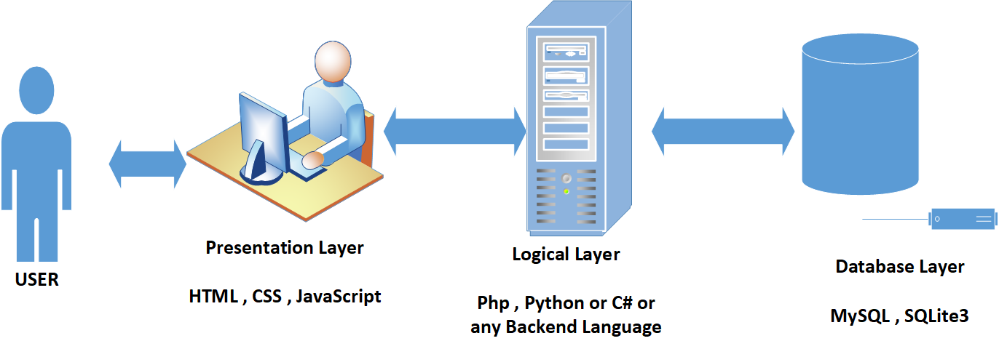 USER
Presentation Layer
HTML , CSS , JavaScript
Logical Layer
Php , Python or C# or
any Backend Language
Database Layer
MySQL , SQLite3